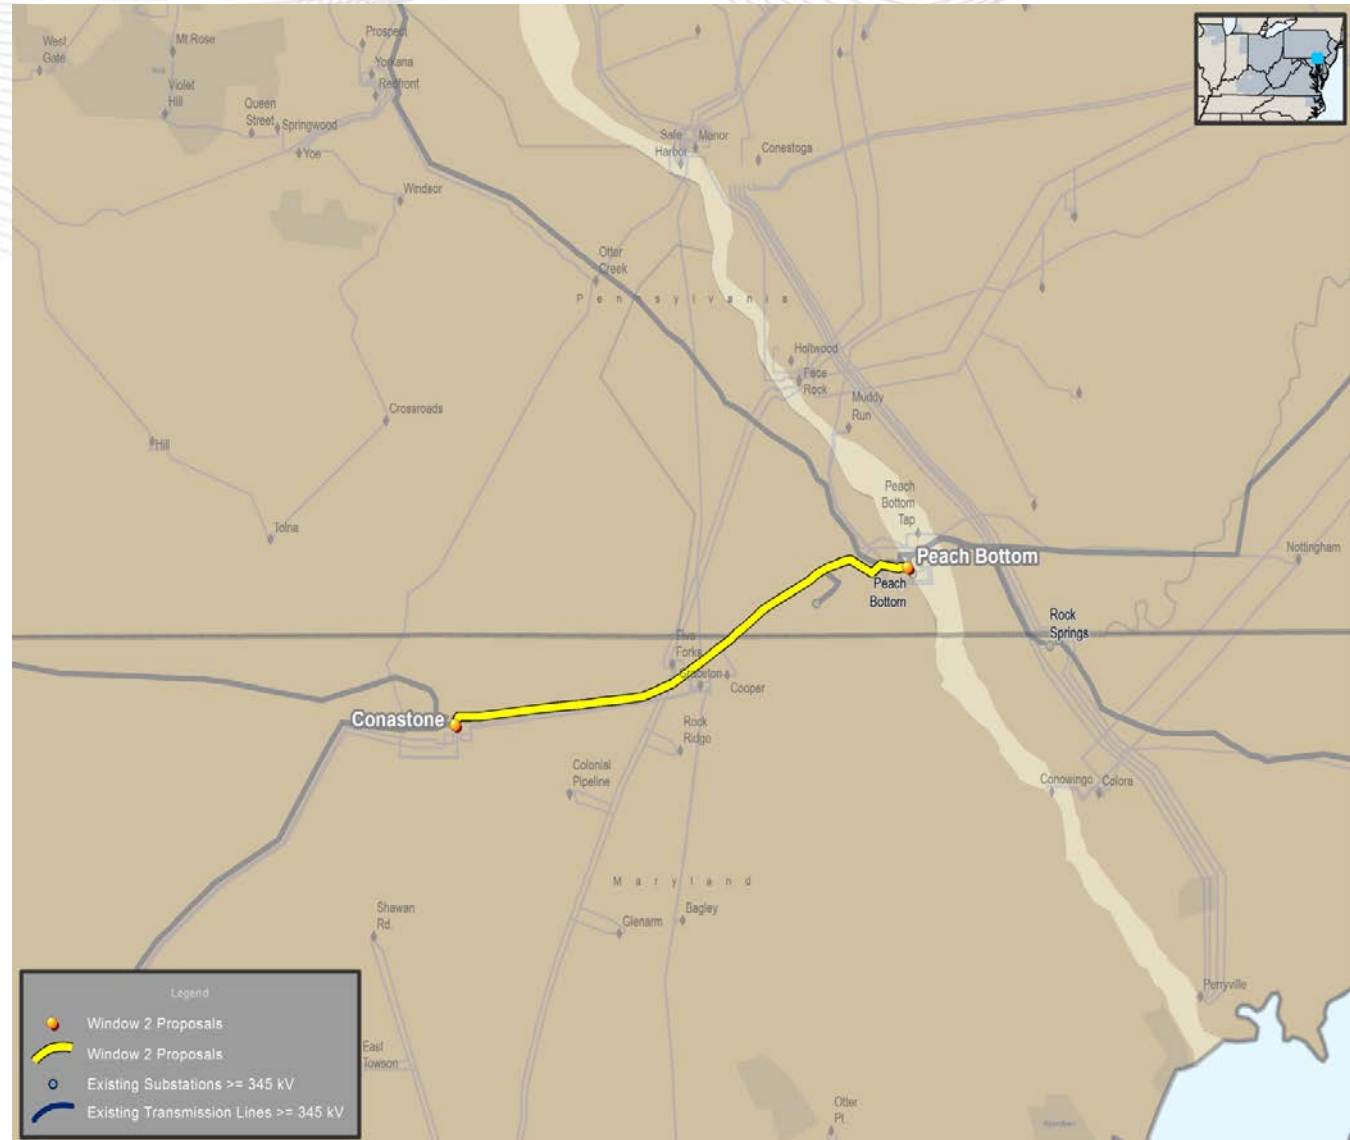 West
Gate
Mt Rose
Violet
Hill
Queen
Street
Springwood
Yoe
Prospect
Yorkana
Redfront
Windsor
Safe
Harbor
Manor
Conestoga
Otter
Creek
Pennsylvania
Holtwood
Face
Rock
Muddy
Run
Crossroads
Hill
Tolna
Peach
Bottom
Tap
Peach Bottom
Peach
Bottom
Nottingham
Rock
Springs
Five
Forks
Graceton
Cooper
Conastone
Rock
Ridge
Colonial
Pipeline
Conowingo
Colora
Maryland
Shawan
Rd.
Glenarm
Bagley
Perryville
East
Towson
Otter
Pt.
Aberdeen
Legend
Window 2 Proposals
Window 2 Proposals
Existing Substations >= 345 kV
Existing Transmission Lines >= 345 kV